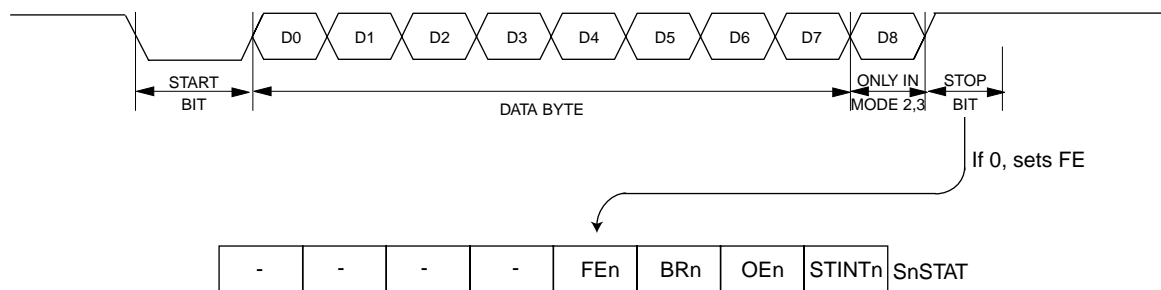 D0 D1 D2 D3 D4 D5 D6 D7 D8
START
BIT
DATA BYTE
ONLY IN
MODE 2,3
STOP
BIT
If 0, sets FE
- - - - FEn BRn OEn STINTn SnSTAT